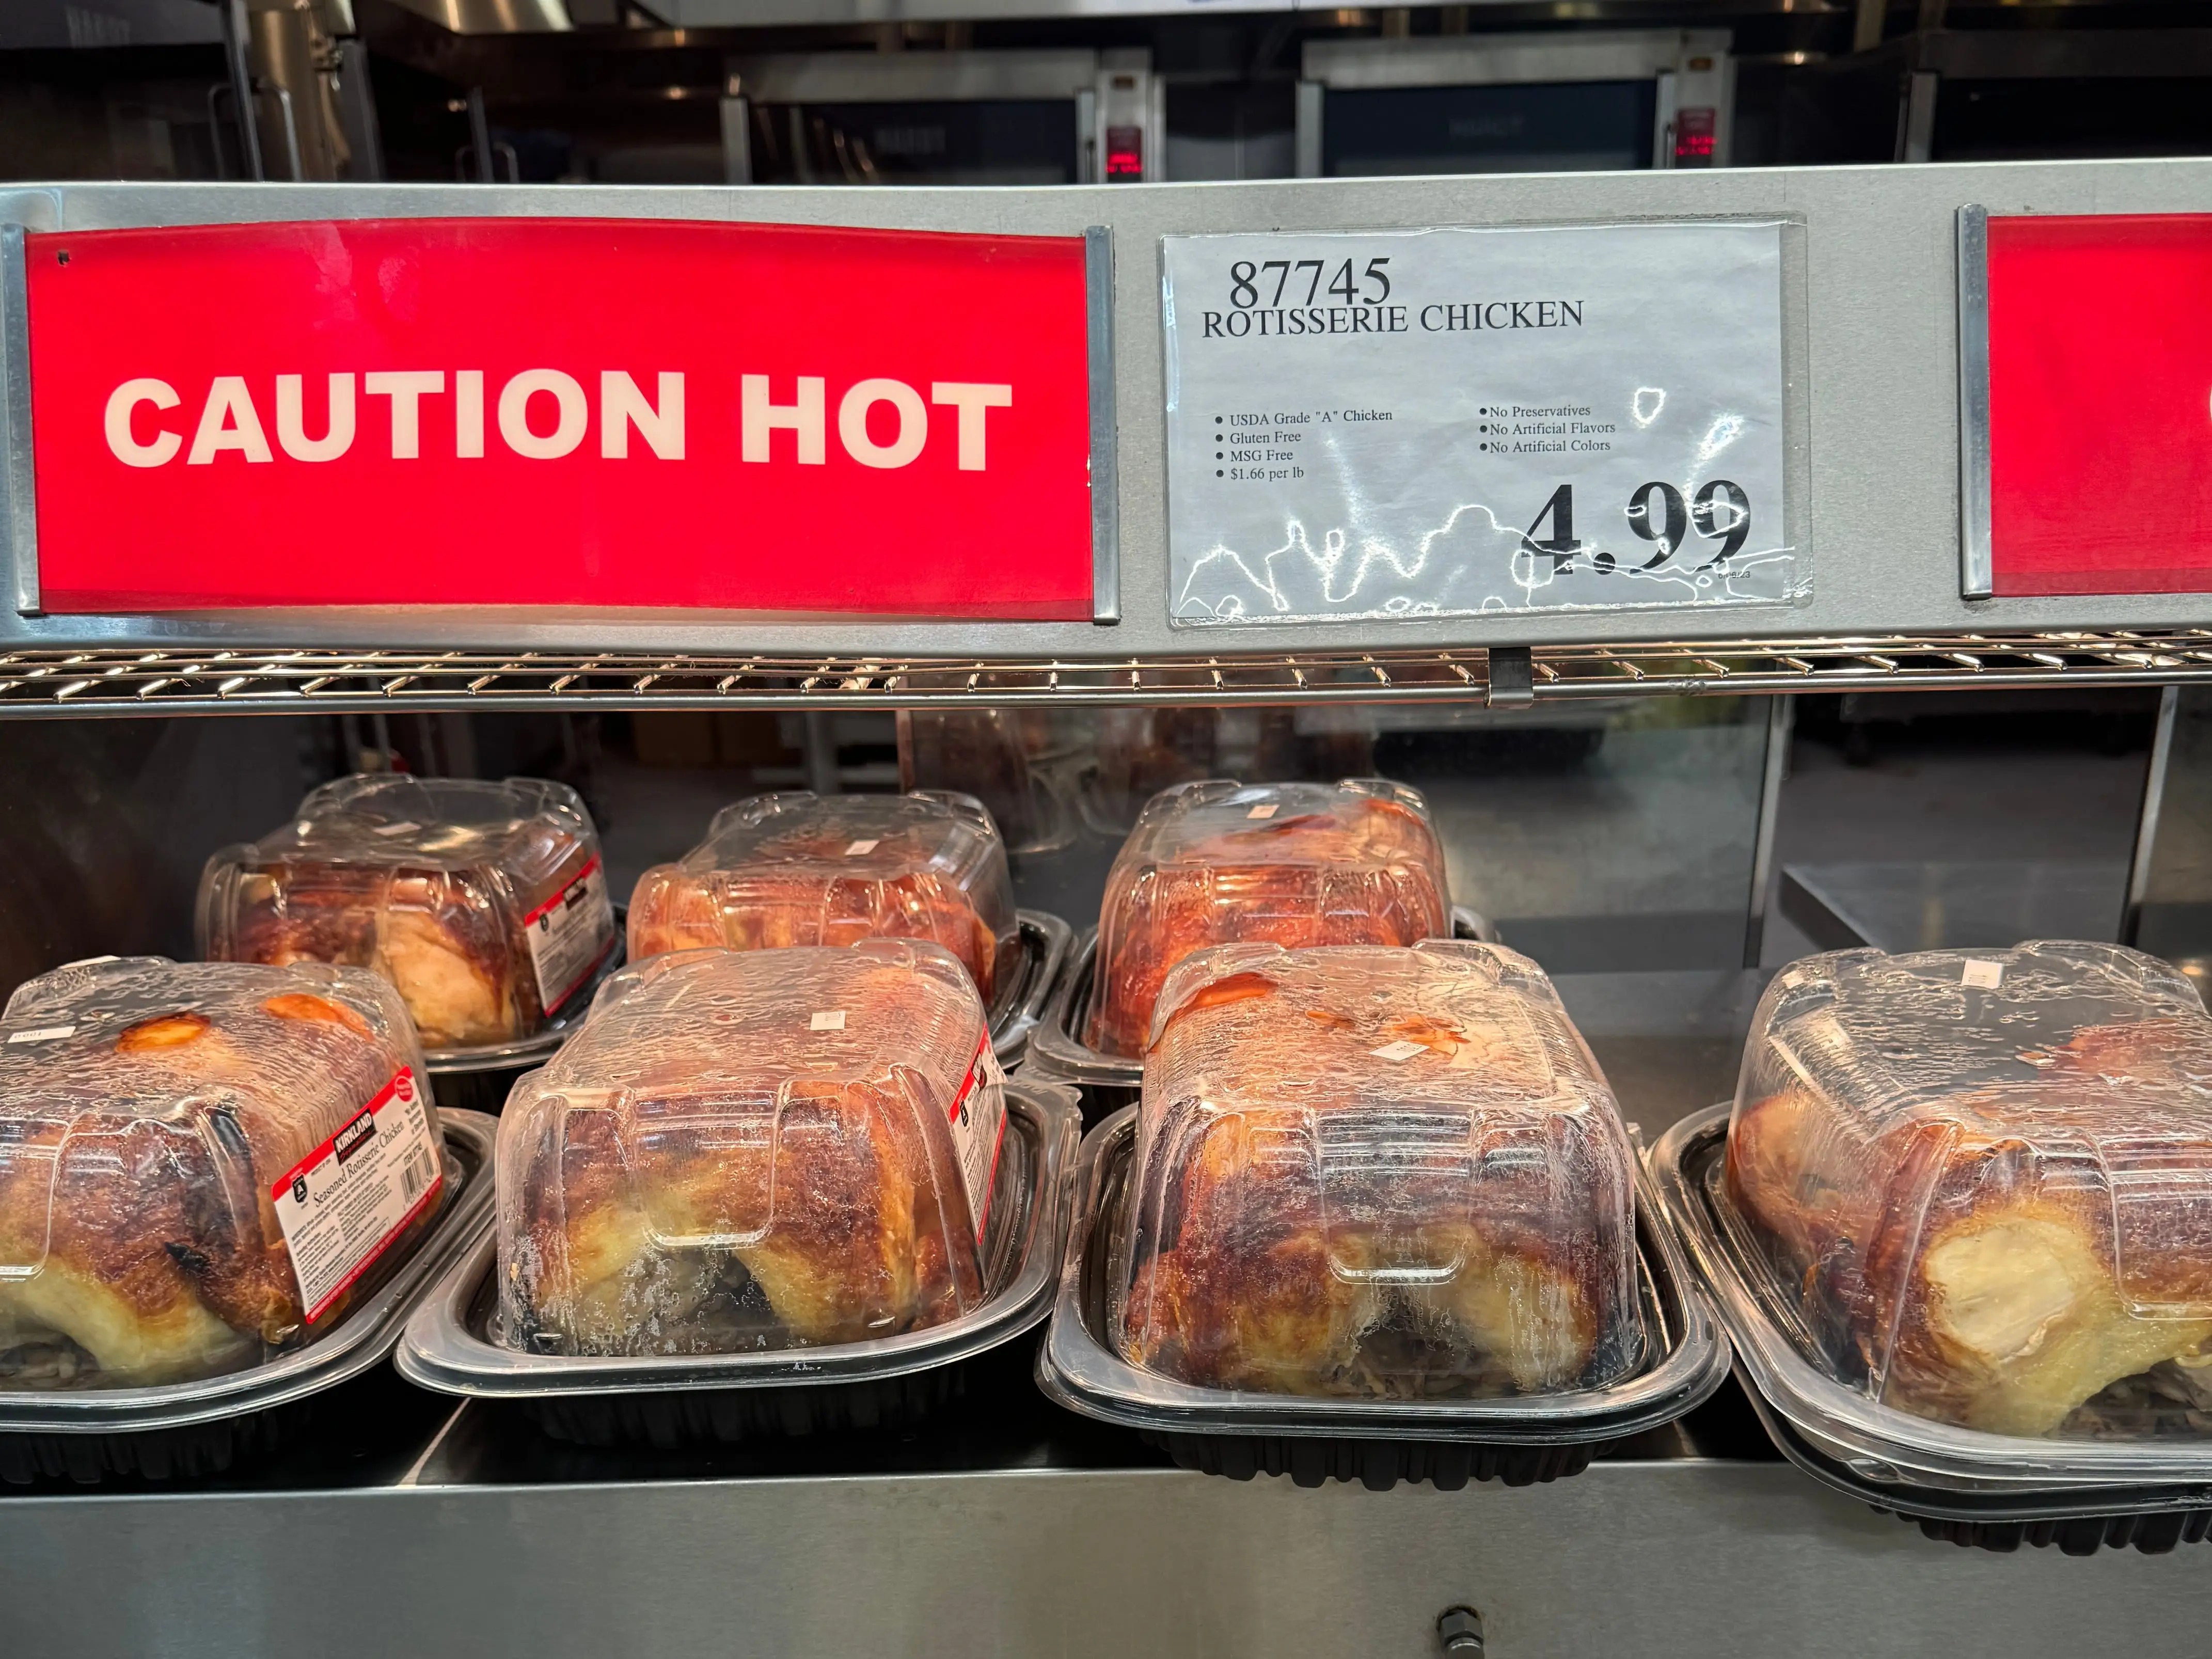 CAUTION HOT
87745
ROTISSERIE CHICKEN
• USDA Grade "A" Chicken
• Gluten Free
• MSG Free
• $1.66 per lb
• No Preservatives
• No Artificial Flavors
• No Artificial Colors
4.99
KIRKLAND
Seasoned Rotisserie Chicken